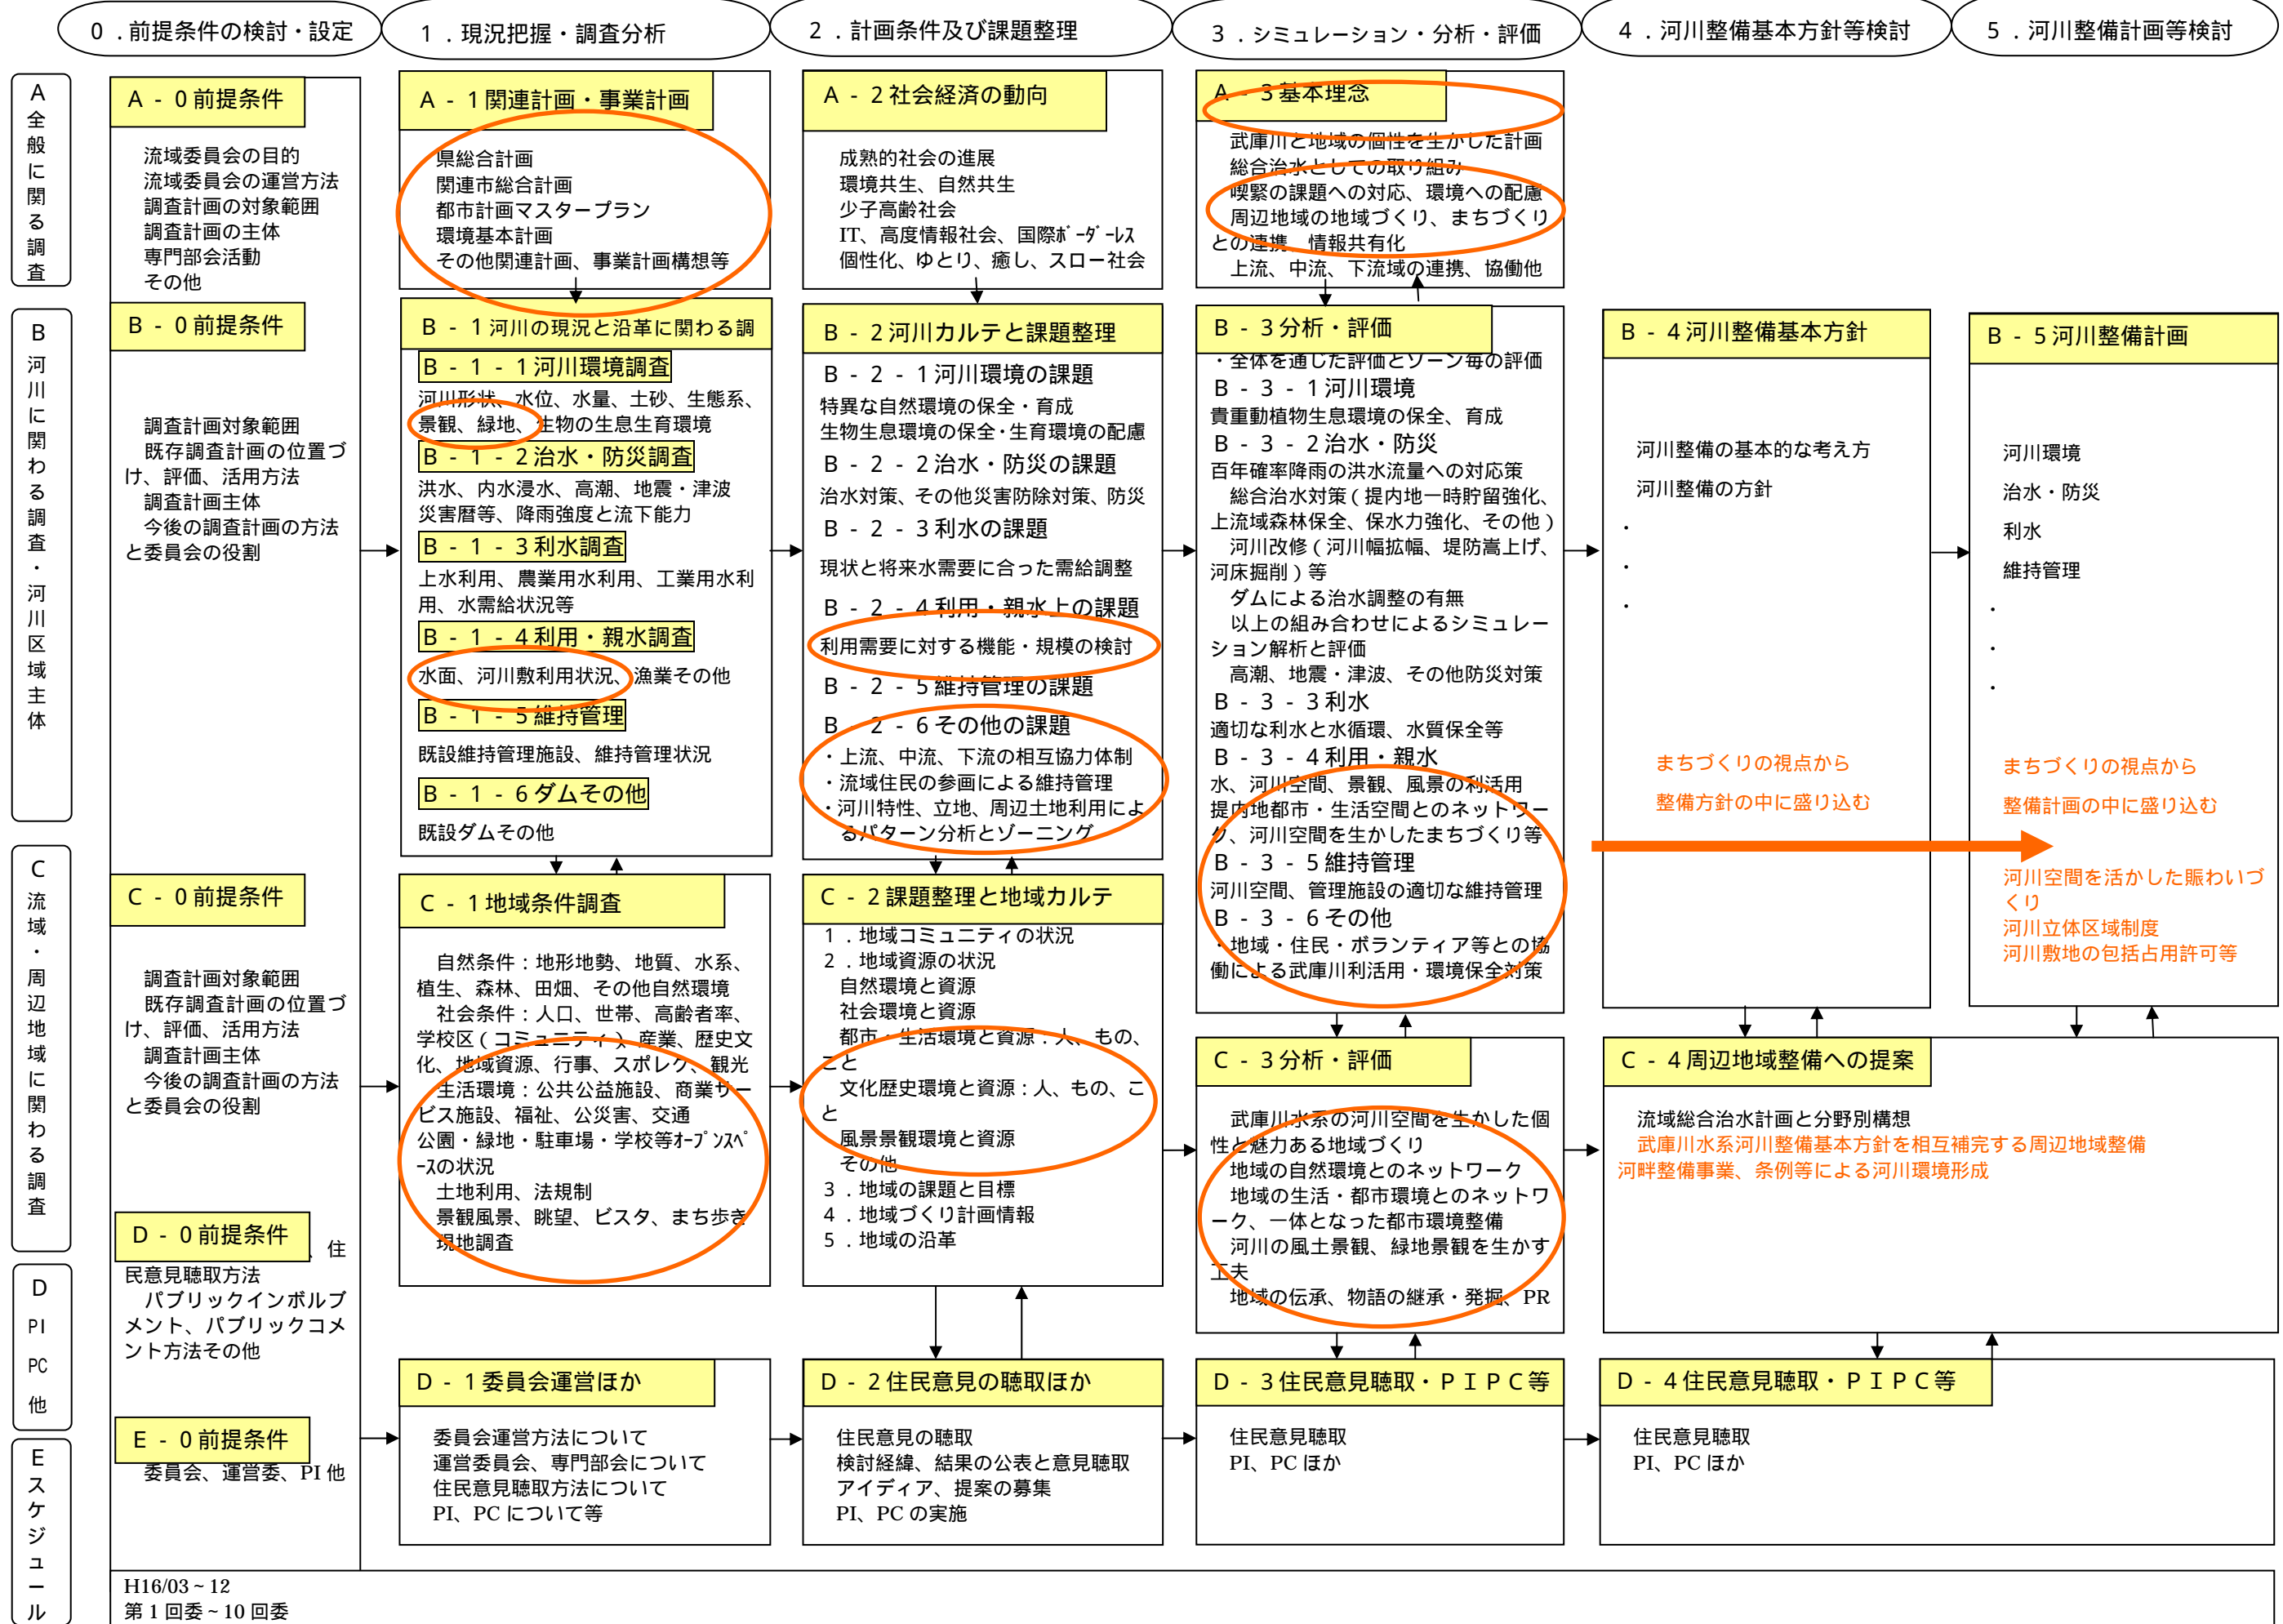 ０．前提条件の検討・設定
１．現況把握・調査分析
２．計画条件及び課題整理
３．シミュレーション・分析・評価
４．河川整備基本方針等検討
５．河川整備計画等検討
A全般に関る調査
A-0前提条件
流域委員会の目的
流域委員会の運営方法
調査計画の対象範囲
調査計画の主体
専門部会活動
その他
A-1関連計画・事業計画
県総合計画
関連市総合計画
都市計画マスタープラン
環境基本計画
その他関連計画、事業計画構想等
A-2社会経済の動向
成熟的社会の進展
環境共生、自然共生
少子高齢社会
IT、高度情報社会、国際ﾎﾞｰﾀﾞｰﾚｽ
個性化、ゆとり、癒し、スロー社会
A-3基本理念
武庫川と地域の個性を生かした計画
総合治水としての取り組み
喫緊の課題への対応、環境への配慮
周辺地域の地域づくり、まちづくり
との連携、情報共有化
上流、中流、下流域の連携、協働他
B河川に関わる調査・河川区域主体
B-0前提条件
調査計画対象範囲
既存調査計画の位置づ
け、評価、活用方法
調査計画主体
今後の調査計画の方法
と委員会の役割
B-1河川の現況と沿革に関わる調
B-1-1河川環境調査
河川形状、水位、水量、土砂、生態系、
景観、緑地、生物の生息生育環境
B-1-2治水・防災調査
洪水、内水浸水、高潮、地震・津波
災害暦等、降雨強度と流下能力
B-1-3利水調査
上水利用、農業用水利用、工業用水利
用、水需給状況等
B-1-4利用・親水調査
水面、河川敷利用状況、漁業その他
B-1-5維持管理
既設維持管理施設、維持管理状況
B-1-6ダムその他
既設ダムその他
B-2河川カルテと課題整理
B-2-1河川環境の課題
特異な自然環境の保全・育成
生物生息環境の保全・生育環境の配慮
B-2-2治水・防災の課題
治水対策、その他災害防除対策、防災
B-2-3利水の課題
現状と将来水需要に合った需給調整
B-2-4利用・親水上の課題
利用需要に対する機能・規模の検討
B-2-5維持管理の課題
B-2-6その他の課題
・上流、中流、下流の相互協力体制
・流域住民の参画による維持管理
・河川特性、立地、周辺土地利用によ
るパターン分析とゾーニング
B-3分析・評価
・全体を通じた評価とゾーン毎の評価
B-3-1河川環境
貴重動植物生息環境の保全、育成
B-3-2治水・防災
百年確率降雨の洪水流量への対応策
総合治水対策（提内地一時貯留強化、
上流域森林保全、保水力強化、その他）
河川改修（河川幅拡幅、堤防嵩上げ、
河床掘削）等
ダムによる治水調整の有無
以上の組み合わせによるシミュレー
ション解析と評価
高潮、地震・津波、その他防災対策
B-3-3利水
適切な利水と水循環、水質保全等
B-3-4利用・親水
水、河川空間、景観、風景の利活用
提内地都市・生活空間とのネットワー
ク、河川空間を生かしたまちづくり等
B-3-5維持管理
河川空間、管理施設の適切な維持管理
B-3-6その他
・地域・住民・ボランティア等との協
働による武庫川利活用・環境保全対策
B-4河川整備基本方針
河川整備の基本的な考え方
河川整備の方針
・
・
・
まちづくりの視点から
整備方針の中に盛り込む
B-5河川整備計画
河川環境
治水・防災
利水
維持管理
・
・
・
まちづくりの視点から
整備計画の中に盛り込む
河川空間を活かした賑わいづ
くり
河川立体区域制度
河川敷地の包括占用許可等
C流域・周辺地域に関わる調査
C-0前提条件
調査計画対象範囲
既存調査計画の位置づ
け、評価、活用方法
調査計画主体
今後の調査計画の方法
と委員会の役割
C-1地域条件調査
自然条件：地形地勢、地質、水系、
植生、森林、田畑、その他自然環境
社会条件：人口、世帯、高齢者率、
学校区（コミュニティ）、産業、歴史文
化、地域資源、行事、スポレク、観光
生活環境：公共公益施設、商業サー
ビス施設、福祉、公災害、交通
公園・緑地・駐車場・学校等ｵｰﾌﾟﾝｽﾍﾟ
ｰｽの状況
土地利用、法規制
景観風景、眺望、ビスタ、まち歩き
現地調査
C-2課題整理と地域カルテ
１．地域コミュニティの状況
２．地域資源の状況
自然環境と資源
社会環境と資源
都市・生活環境と資源：人、もの、
こと
文化歴史環境と資源：人、もの、こ
と
風景景観環境と資源
その他
３．地域の課題と目標
４．地域づくり計画情報
５．地域の沿革
C-3分析・評価
武庫川水系の河川空間を生かした個
性と魅力ある地域づくり
地域の自然環境とのネットワーク
地域の生活・都市環境とのネットワ
ーク、一体となった都市環境整備
河川の風土景観、緑地景観を生かす
工夫
地域の伝承、物語の継承・発掘、PR
C-4周辺地域整備への提案
流域総合治水計画と分野別構想
武庫川水系河川整備基本方針を相互補完する周辺地域整備
河畔整備事業、条例等による河川環境形成
D PI PC 他
D-0前提条件
、住
民意見聴取方法
パブリックインボルブ
メント、パブリックコメ
ント方法その他
D-1委員会運営ほか
委員会運営方法について
運営委員会、専門部会について
住民意見聴取方法について
PI、PCについて等
D-2住民意見の聴取ほか
住民意見の聴取
検討経緯、結果の公表と意見聴取
アイディア、提案の募集
PI、PCの実施
D-3住民意見聴取・ＰＩＰＣ等
住民意見聴取
PI、PCほか
D-4住民意見聴取・ＰＩＰＣ等
住民意見聴取
PI、PCほか
Eスケジュール
E-0前提条件
委員会、運営委、PI他
H16/03～12
第1回委～10回委